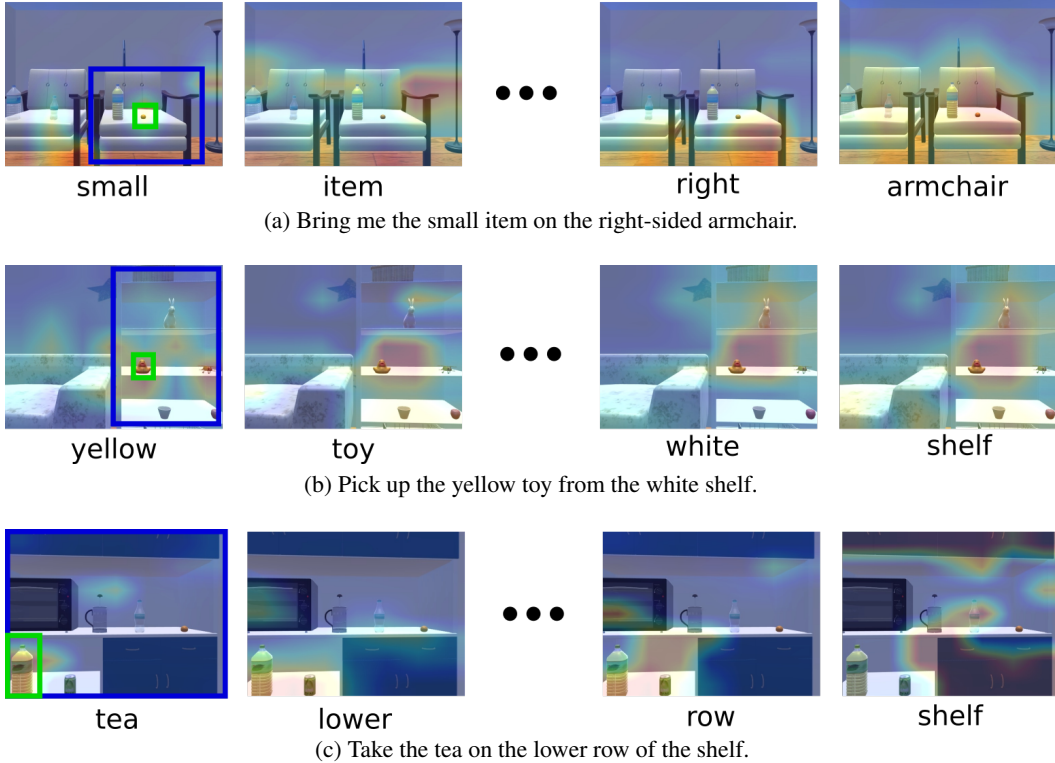 small item right armchair
(a) Bring me the small item on the right-sided armchair.
yellow toy white shelf
(b) Pick up the yellow toy from the white shelf.
tea lower row shelf
(c) Take the tea on the lower row of the shelf.